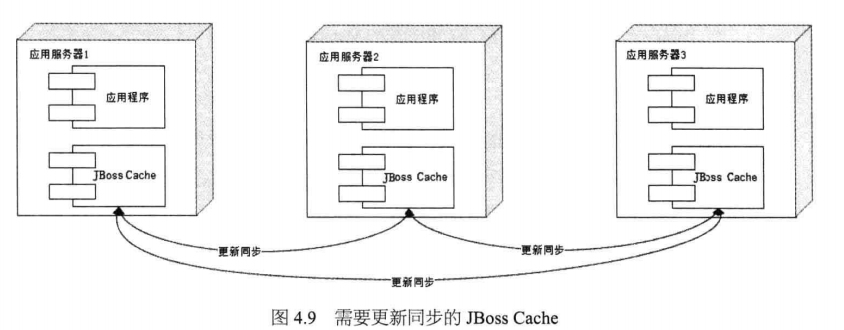 应用服务器1
应用程序
JBoss Cache
应用服务器2
应用程序
JBoss Cache
应用服务器3
应用程序
JBoss Cache
更新同步
更新同步
更新同步
图 4.9 需要更新同步的 JBoss Cache